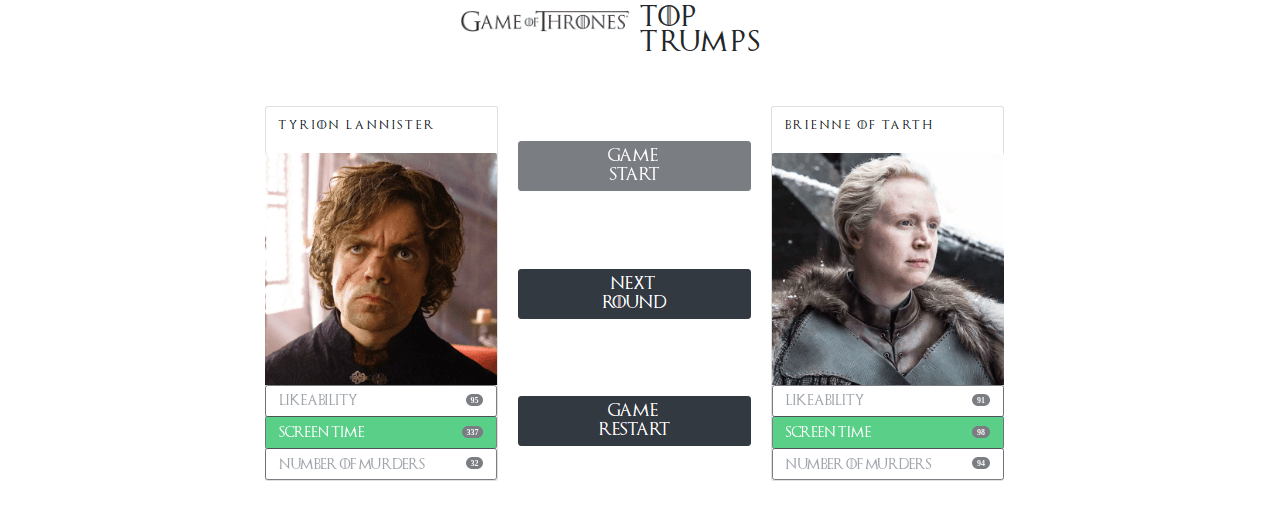 GAME OF THRONES
TOP
TRUMPS
TYRION LANNISTER
LIKEABILITY 95
SCREEN TIME 337
NUMBER OF MURDERS 32
GAME
START
NEXT
ROUND
GAME
RESTART
BRIENNE OF TARTH
LIKEABILITY 91
SCREEN TIME 98
NUMBER OF MURDERS 94